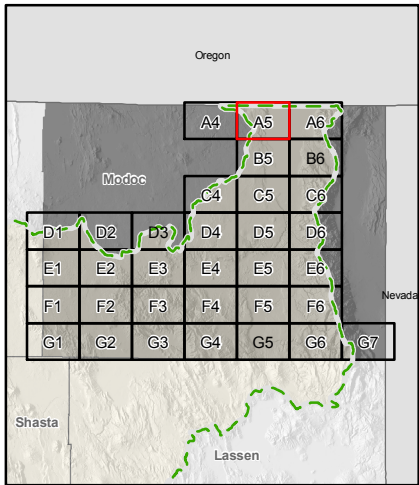 Oregon
A4 A5 A6
B5 B6
Modoc
C4 C5 C6
D1 D2 D3 D4 D5 D6
E1 E2 E3 E4 E5 E6
Nevada
F1 F2 F3 F4 F5 F6
G1 G2 G3 G4 G5 G6 G7
Shasta
Lassen